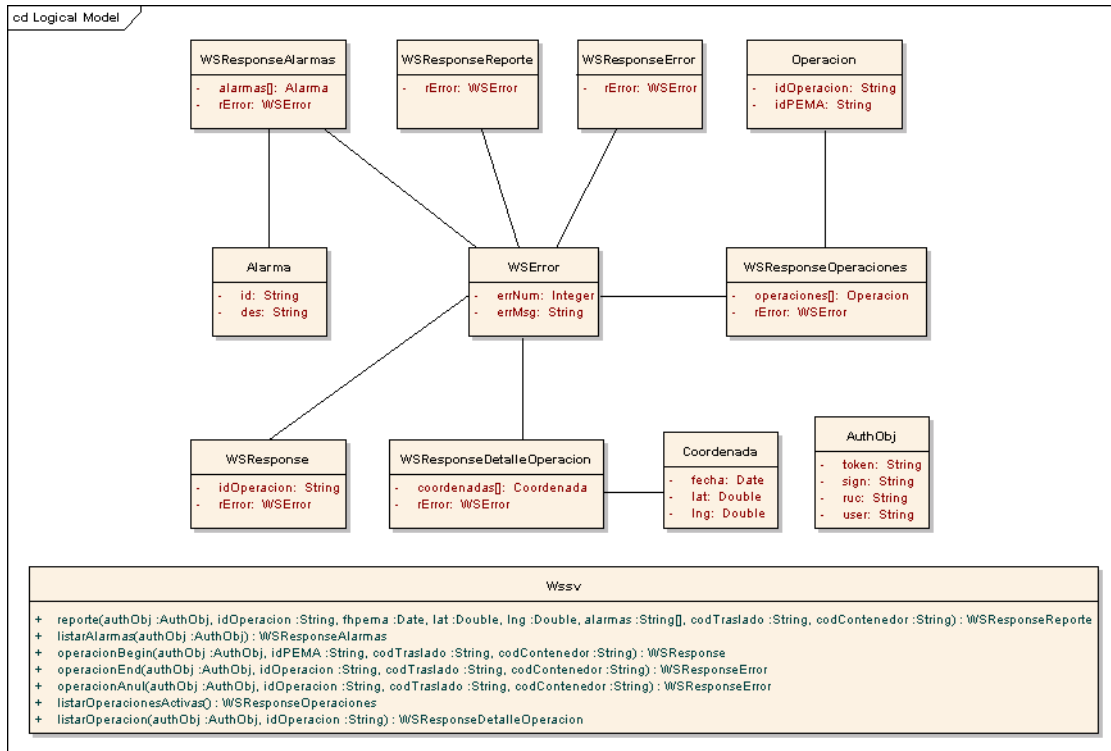 cd Logical Model
WSResponseAlarmas
- alarmas[]: Alarma
- rError: WSError
WSResponseReporte
- rError: WSError
WSResponseError
- rError: WSError
Operacion
- idOperacion: String
- idPEMA: String
Alarma
- id: String
- des: String
WSError
- errNum: Integer
- errMsg: String
WSResponseOperaciones
- operaciones[]: Operacion
- rError: WSError
WSResponse
- idOperacion: String
- rError: WSError
WSResponseDetalleOperacion
- coordenadas[]: Coordenada
- rError: WSError
Coordenada
- fecha: Date
- lat: Double
- lng: Double
AuthObj
- token: String
- sign: String
- ruc: String
- user: String
Wssv
+ reporte(authObj :AuthObj, idOperacion :String, fhpema :Date, lat :Double, lng :Double, alarmas :String[], codTraslado :String, codContenedor :String) : WSResponseReporte
+ listarAlarmas(authObj :AuthObj) : WSResponseAlarmas
+ operacionBegin(authObj :AuthObj, idPEMA :String, codTraslado :String, codContenedor :String) : WSResponse
+ operacionEnd(authObj :AuthObj, idOperacion :String, codTraslado :String, codContenedor :String) : WSResponseError
+ operacionAnul(authObj :AuthObj, idOperacion :String, codTraslado :String, codContenedor :String) : WSResponseError
+ listarOperacionesActivas() : WSResponseOperaciones
+ listarOperacion(authObj :AuthObj, idOperacion :String) : WSResponseDetalleOperacion